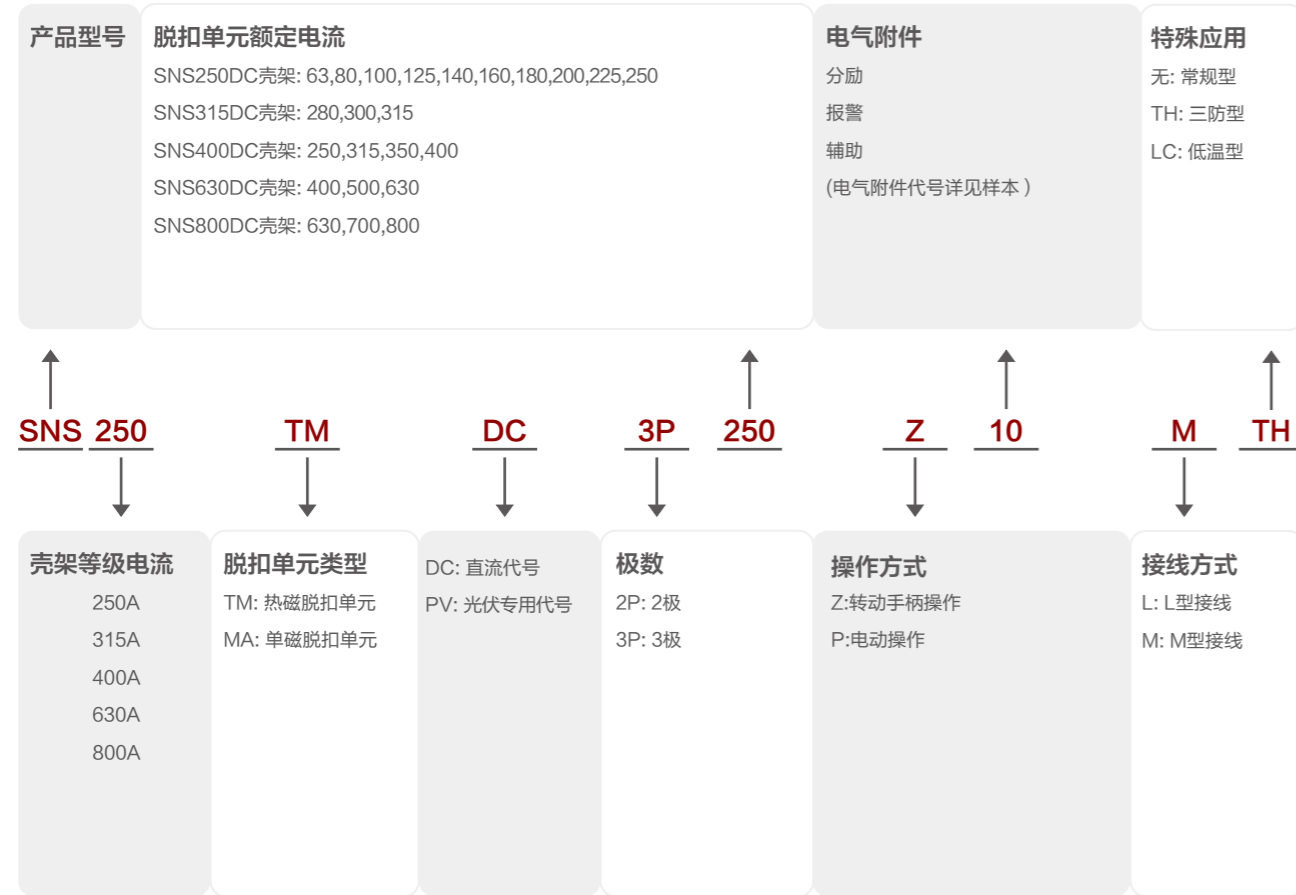 产品型号
脱扣单元额定电流
SNS250DC壳架: 63,80,100,125,140,160,180,200,225,250
SNS315DC壳架: 280,300,315
SNS400DC壳架: 250,315,350,400
SNS630DC壳架: 400,500,630
SNS800DC壳架: 630,700,800
电气附件
分励
报警
辅助
(电气附件代号详见样本）
特殊应用
无: 常规型
TH: 三防型
LC: 低温型
SNS 250 TM DC 3P 250 Z 10 M TH
壳架等级电流
250A
315A
400A
630A
800A
脱扣单元类型
TM: 热磁脱扣单元
MA: 单磁脱扣单元
DC: 直流代号
PV: 光伏专用代号
极数
2P: 2极
3P: 3极
操作方式
Z:转动手柄操作
P:电动操作
接线方式
L: L型接线
M: M型接线